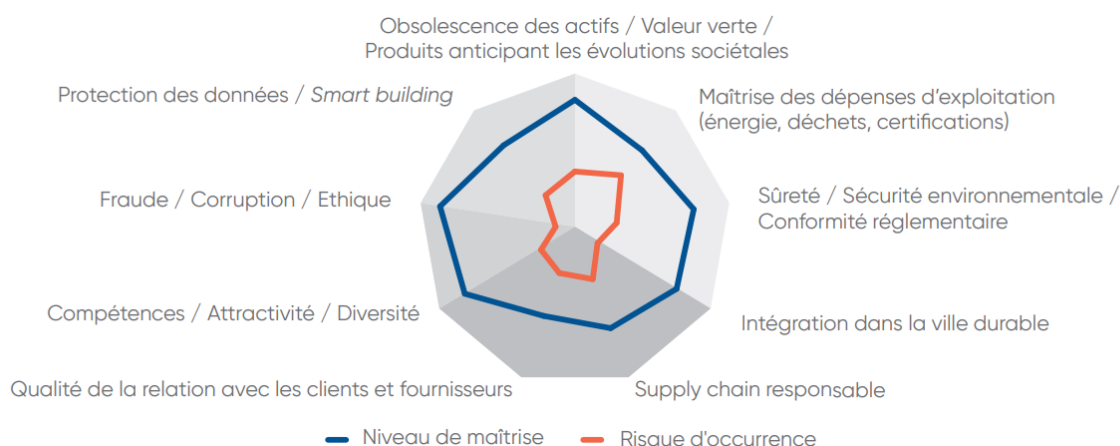 Obsolescence des actifs / Valeur verte /
Produits anticipant les évolutions sociétales
Protection des données / Smart building
Maîtrise des dépenses d'exploitation
(énergie, déchets, certifications)
Fraude / Corruption / Ethique
Sûreté / Sécurité environnementale /
Conformité réglementaire
Compétences / Attractivité / Diversité
Intégration dans la ville durable
Qualité de la relation avec les clients et fournisseurs
Supply chain responsable
Niveau de maîtrise
Risque d'occurrence